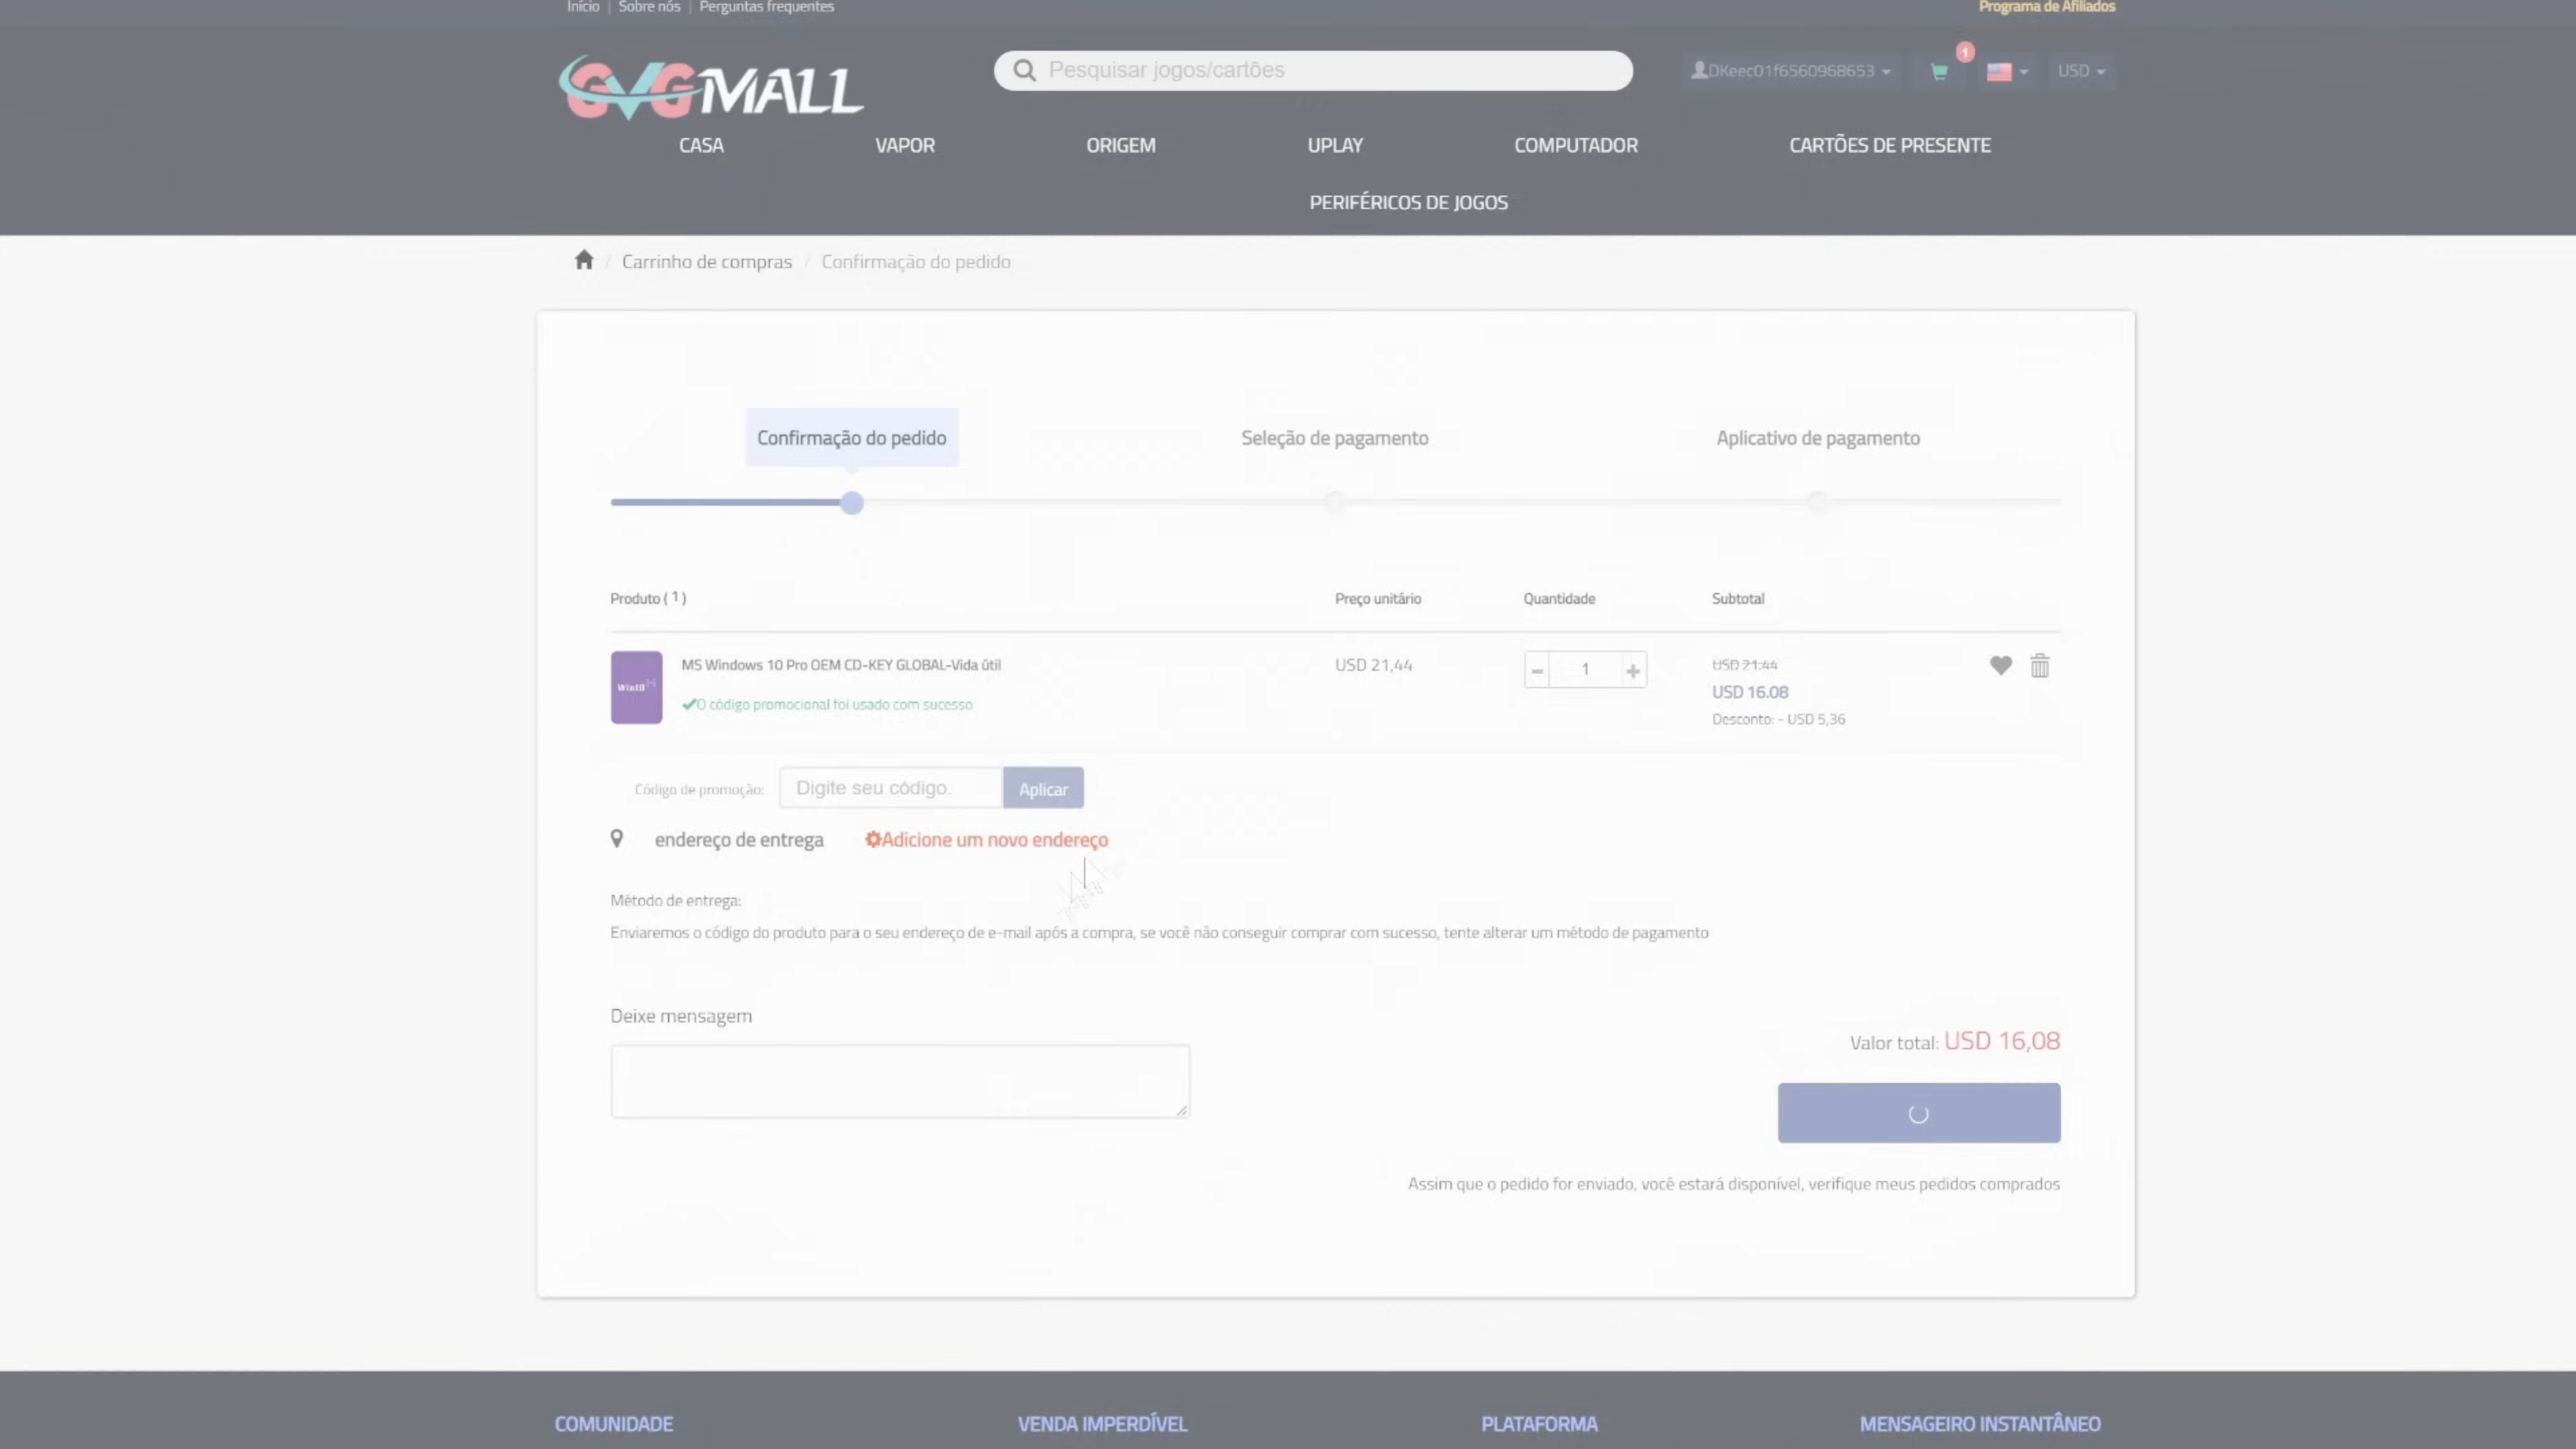 Início | Sobre nós | Perguntas frequentes
Programa de Afiliados
GVGMALL
Pesquisar jogos/cartões
DKeec01f6560968653
1
USD
CASA
VAPOR
ORIGEM
UPLAY
COMPUTADOR
CARTÕES DE PRESENTE
PERIFÉRICOS DE JOGOS
/ Carrinho de compras / Confirmação do pedido
Confirmação do pedido
Seleção de pagamento
Aplicativo de pagamento
Produto ( 1 )
Preço unitário
Quantidade
Subtotal
Win10
MS Windows 10 Pro OEM CD-KEY GLOBAL-Vida útil
O código promocional foi usado com sucesso
USD 21,44
- 1 +
USD 21.44
USD 16.08
Desconto: - USD 5,36
Código de promoção:
Digite seu código.
Aplicar
endereço de entrega
Adicione um novo endereço
Método de entrega:
Enviaremos o código do produto para o seu endereço de e-mail após a compra, se você não conseguir comprar com sucesso, tente alterar um método de pagamento
Deixe mensagem
Valor total: USD 16,08
Assim que o pedido for enviado, você estará disponível, verifique meus pedidos comprados
COMUNIDADE
VENDA IMPERDÍVEL
PLATAFORMA
MENSAGEIRO INSTANTÂNEO